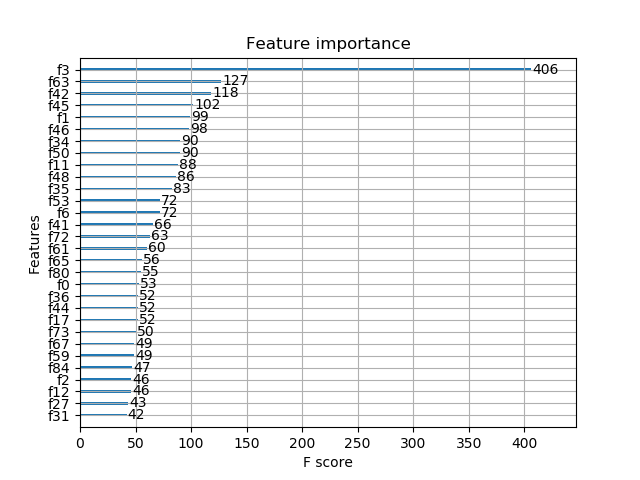 Feature importance
f3 406
f63 127
f42 118
f45 102
f1 99
f46 98
f34 90
f50 90
f11 88
f48 86
f35 83
f53 72
f6 72
f41 66
f72 63
f61 60
f65 56
f80 55
f0 53
f36 52
f44 52
f17 52
f73 50
f67 49
f59 49
f84 47
f2 46
f12 46
f27 43
f31 42
Features
0 50 100 150 200 250 300 350 400
F score